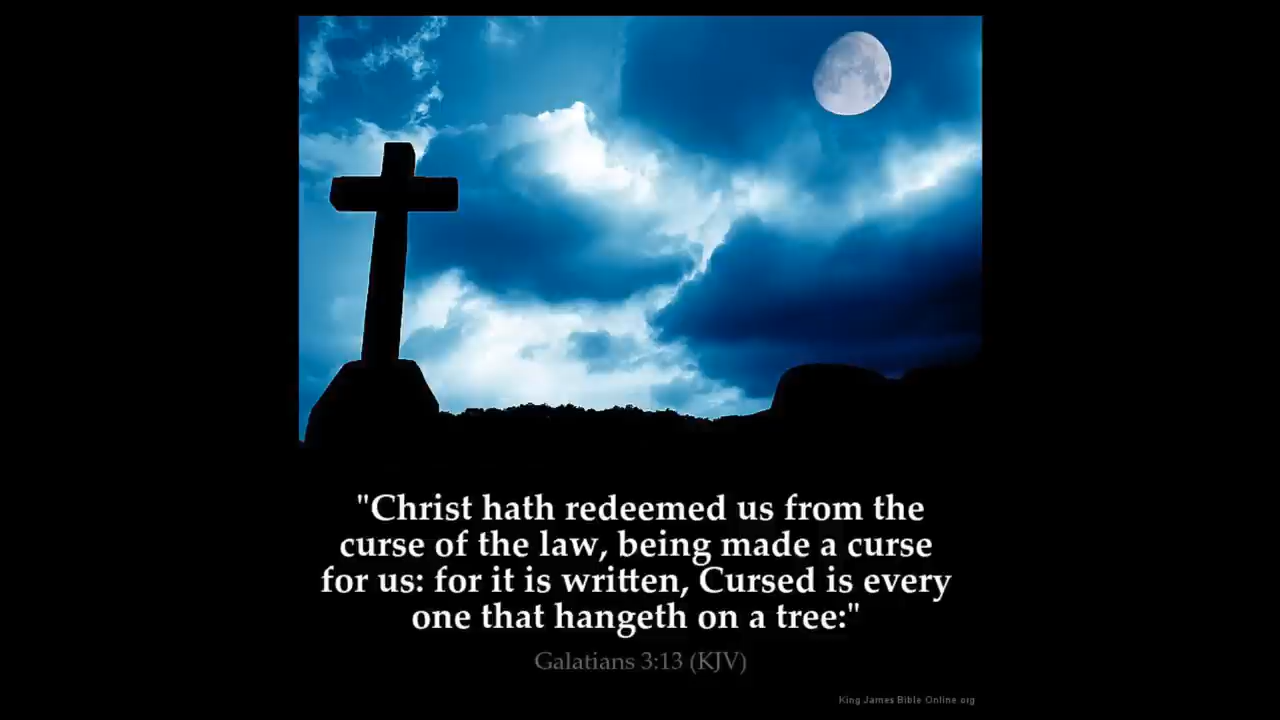 "Christ hath redeemed us from the
curse of the law, being made a curse
for us: for it is written, Cursed is every
one that hangeth on a tree:"
Galatians 3:13 (KJV)
King James Bible Online.org